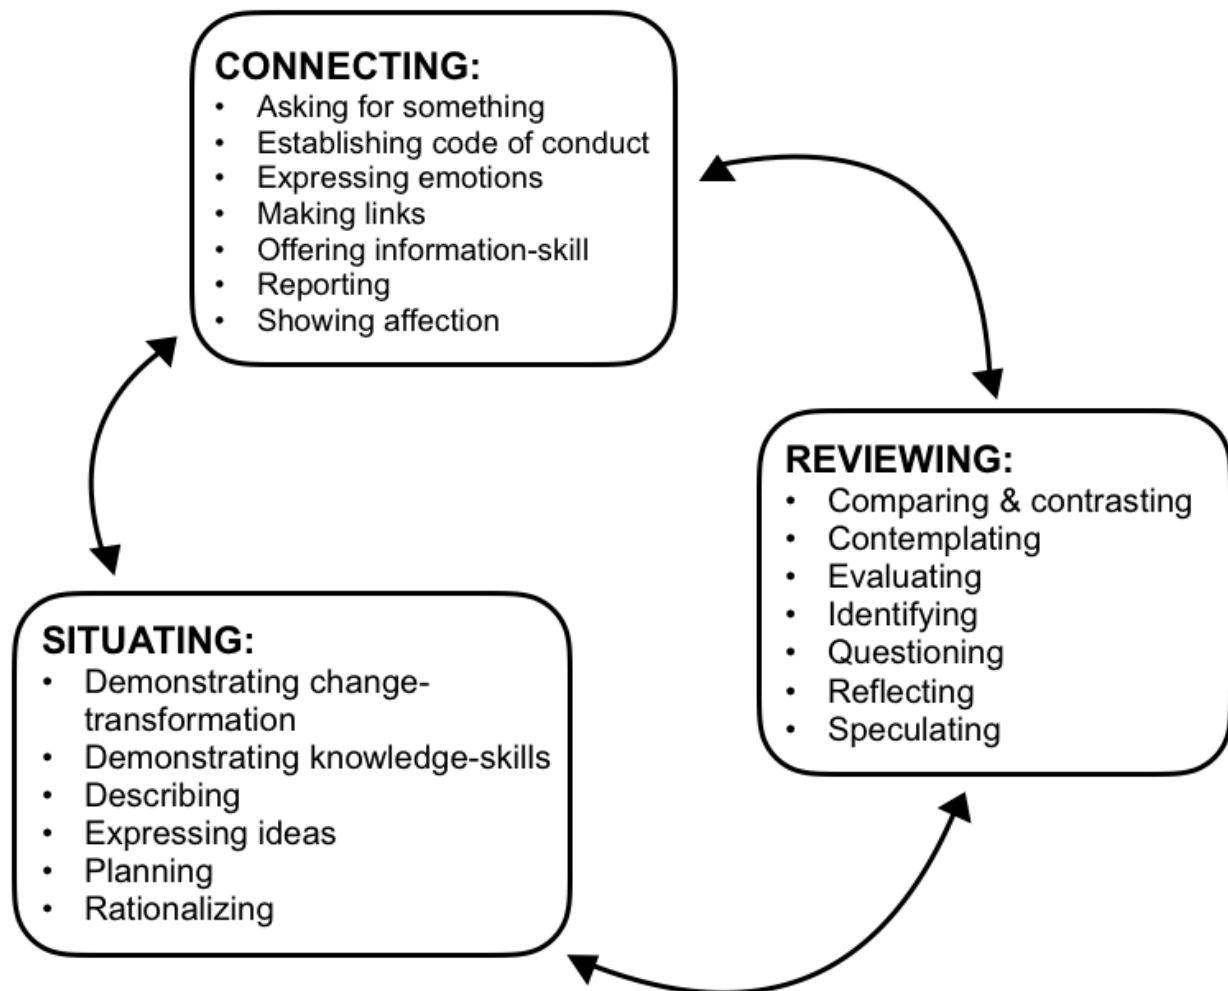 CONNECTING:
• Asking for something
• Establishing code of conduct
• Expressing emotions
• Making links
• Offering information-skill
• Reporting
• Showing affection
REVIEWING:
• Comparing & contrasting
• Contemplating
• Evaluating
• Identifying
• Questioning
• Reflecting
• Speculating
SITUATING:
• Demonstrating change-
transformation
• Demonstrating knowledge-skills
• Describing
• Expressing ideas
• Planning
• Rationalizing